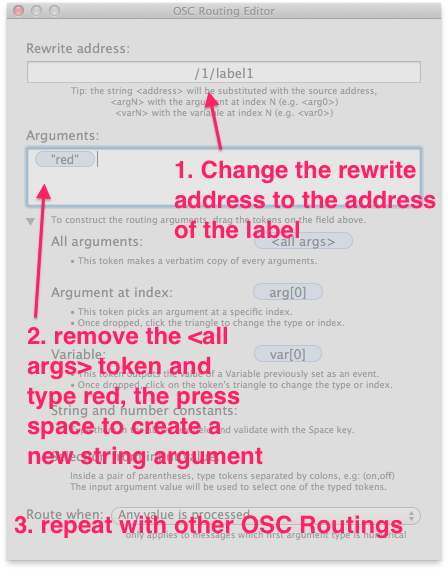 OSC Routing Editor
Rewrite address:
/1/label1
Tip: the string <address> will be substituted with the source address,
<argN> with the argument at index N (e.g. <arg0>)
<varN> with the variable at index N (e.g. <var0>)
Arguments:
"red"
1. Change the rewrite
address to the address
of the label
To construct the routing arguments, drag the tokens on the field above.
All arguments:
<all args>
• This token makes a verbatim copy of every arguments.
Argument at index:
arg[0]
• This token picks an argument at a specific index.
• Once dropped, click the triangle to change the type or index.
2. remove the <all
args> token and
type red, the press
space to create a
new string argument
Variable:
var[0]
• This token outputs the value of a Variable previously set as an event.
• Once dropped, click on the token's triangle to change the type or index.
String and number constants:
and validate with the Space key.
Inside a pair of parentheses, type tokens separated by colons, e.g: (on,off)
The input argument value will be used to select one of the typed tokens.
Route when:
Any value is processed
3. repeat with other OSC Routings
only applies to messages which first argument type is numerical